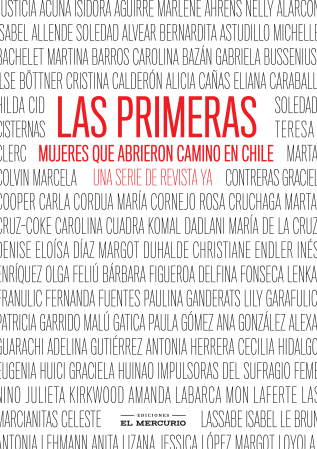 JUSTICIA ACUÑA ISIDORA AGUIRRE MARLENE AHRENS NELLY ALARCÓN
ISABEL ALLENDE SOLEDAD ALVEAR BERNARDITA ASTUDILLO MICHELLE
BACHELET MARTINA BARROS CAROLINA BAZÁN GABRIELA BUSSENIUS
ILSE BÖTTNER CRISTINA CALDERÓN ALICIA CAÑAS ELIANA CARABALL
HILDA CID LAS PRIMERAS SOLEDAD
CISTERNAS TERESA
CLERC MUJERES QUE ABRIERON CAMINO EN CHILE MARTA
COLVIN MARCELA UNA SERIE DE REVISTA YA CONTRERAS GRACIEL
COOPER CARLA CORDUA MARÍA CORNEJO ROSA CRUCHAGA MARTA
CRUZ-COKE CAROLINA CUADRA KOMAL DADLANI MARÍA DE LA CRUZ
DENISE ELOÍSA DÍAZ MARGOT DUHALDE CHRISTIANE ENDLER INÉS
ENRÍQUEZ OLGA FEIJÚ BÁRBARA FIGUEROA DELFINA FONSECA LENKA
FRANULIC FERNANDA FUENTES PAULINA GANDERATS LILY GARAFULIC
PATRICIA GARRIDO MALÚ GATICA PAULA GÓMEZ ANA GONZÁLEZ ALEXA
GUARACHI ADELINA GUTIÉRREZ ANTONIA HERRERA CECILIA HIDALGO
EUGENIA HUICI GRACIELA HUINAO IMPULSORAS DEL SUFRAGIO FEME
NINO JULIETA KIRKWOOD AMANDA LABARCA MON LAFERTE LAS
MARCIANITAS CELESTE EDICIONES EL MERCURIO LASSABE ISABEL LE BRUN
ANTONIA LEHMANN ANITA LIZANA JESSICA LÓPEZ MARGOT LOYOLA